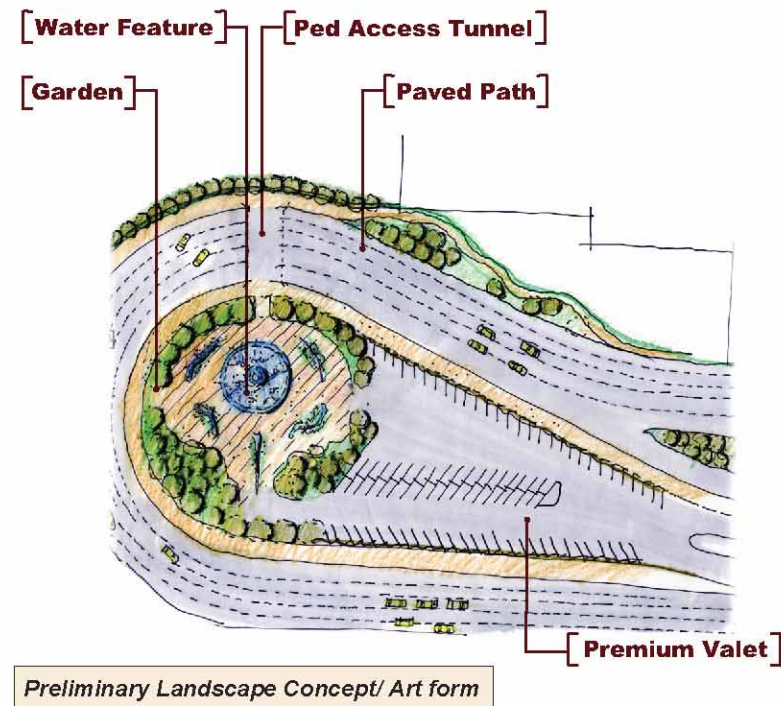 [Water Feature]
[Ped Access Tunnel]
[Garden]
[Paved Path]
[Premium Valet]
Preliminary Landscape Concept/ Art form